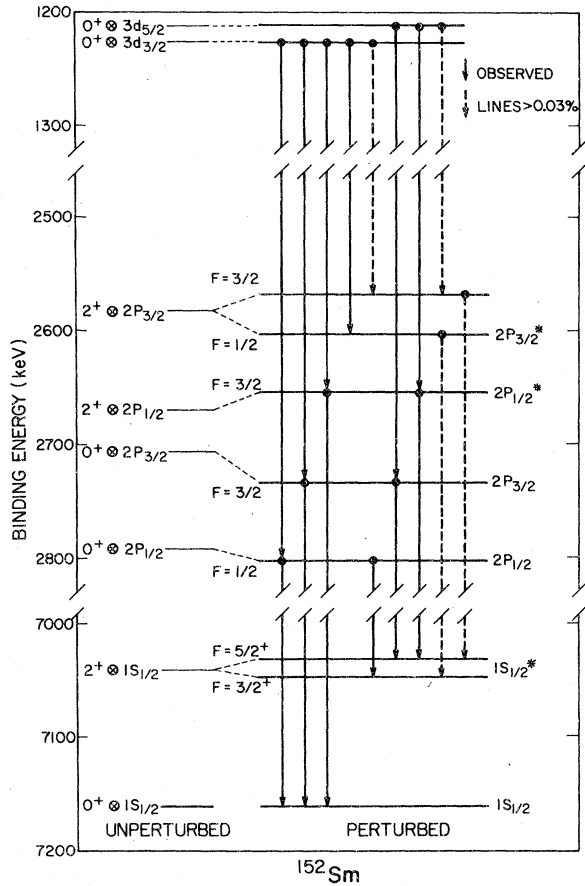 1200
0⁺ ⊗ 3d₅/₂
0⁺ ⊗ 3d₃/₂
OBSERVED
LINES>0.03%
1300
2500
F = 3/2
2⁺ ⊗ 2P₃/₂
2600
F = 1/2
2P₃/₂*
F = 3/2
2P₁/₂*
2⁺ ⊗ 2P₁/₂
2700
0⁺ ⊗ 2P₃/₂
F = 3/2
2P₃/₂
0⁺ ⊗ 2P₁/₂
2800
F = 1/2
2P₁/₂
BINDING ENERGY (keV)
7000
F = 5/2⁺
2⁺ ⊗ 1S₁/₂
1S₁/₂*
F = 3/2⁺
7100
0⁺ ⊗ 1S₁/₂
1S₁/₂
UNPERTURBED
PERTURBED
7200
¹⁵²Sm